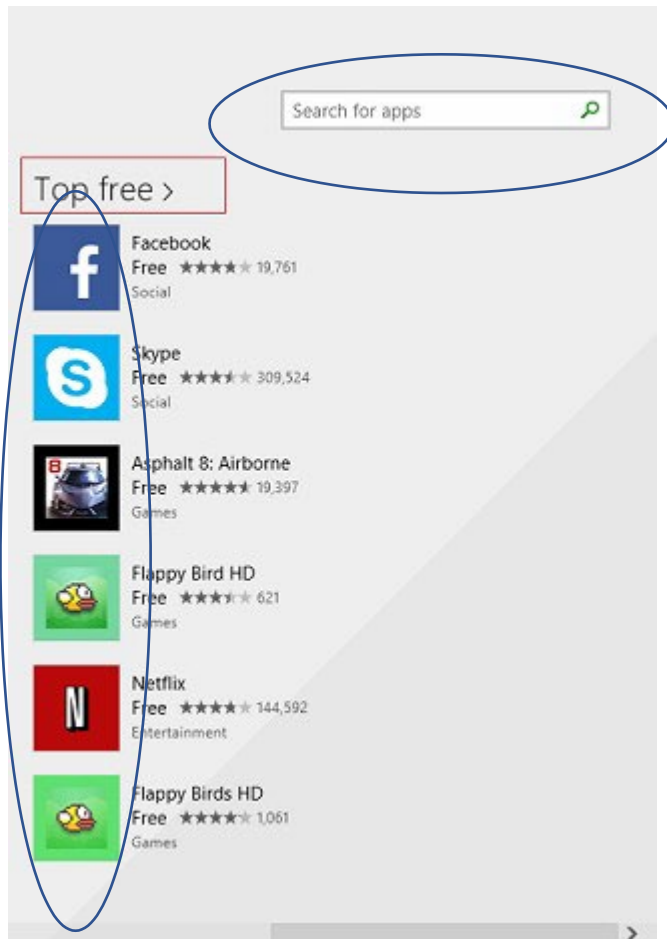 Search for apps
Top free >
Facebook
Free ★★★★★ 19,761
Social
Skype
Free ★★★★★ 309,524
Social
8
Asphalt 8: Airborne
Free ★★★★★ 19,397
Games
Flappy Bird HD
Free ★★★★★ 621
Games
N
Netflix
Free ★★★★★ 144,592
Entertainment
Flappy Birds HD
Free ★★★★★ 1,061
Games